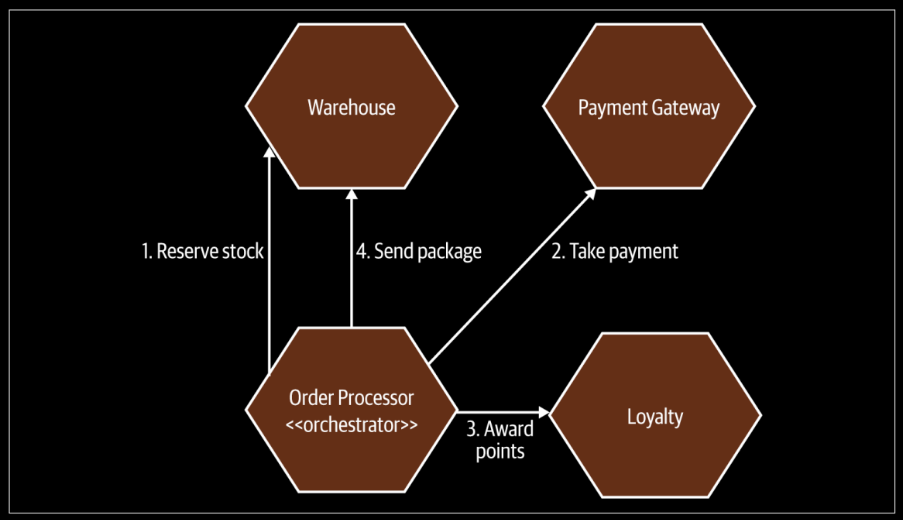 Warehouse
Payment Gateway
1. Reserve stock
4. Send package
2. Take payment
Order Processor
<<orchestrator>>
3. Award
points
Loyalty